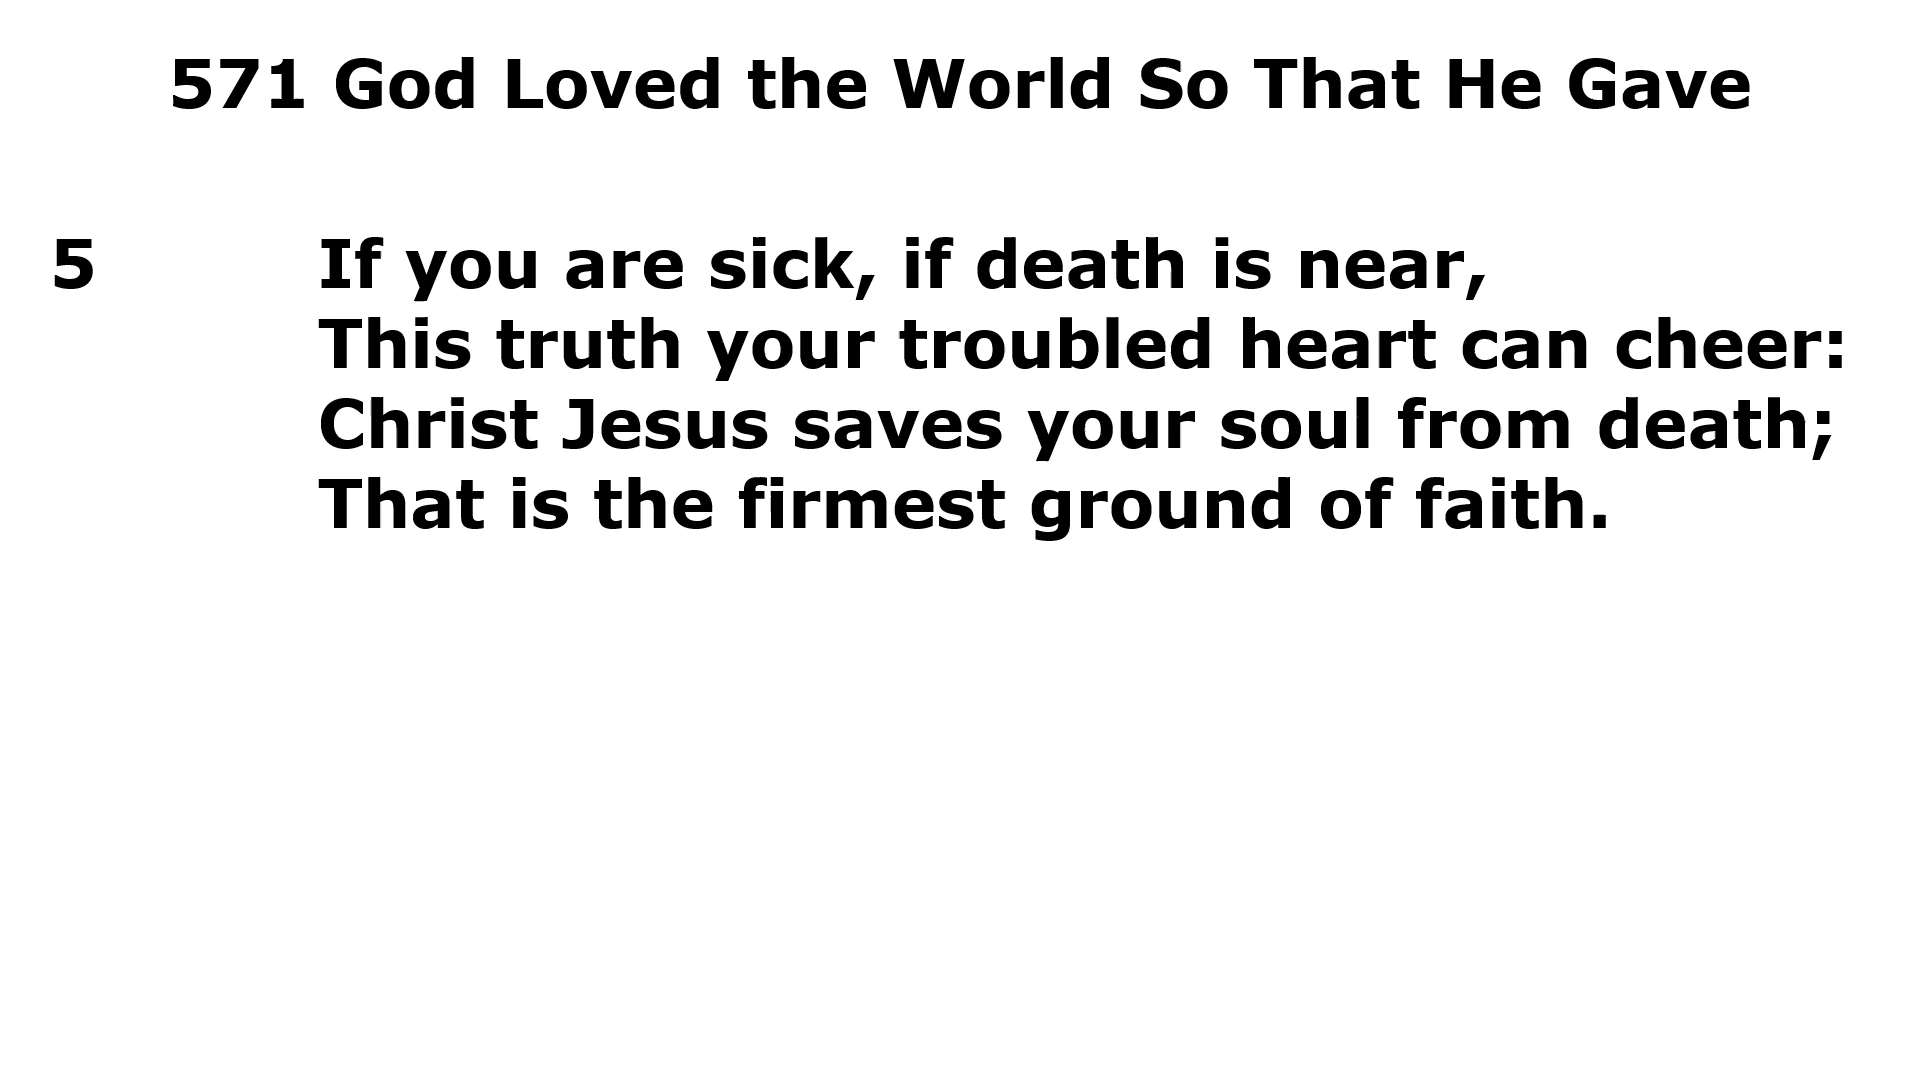 571 God Loved the World So That He Gave
5 If you are sick, if death is near,
This truth your troubled heart can cheer:
Christ Jesus saves your soul from death;
That is the firmest ground of faith.